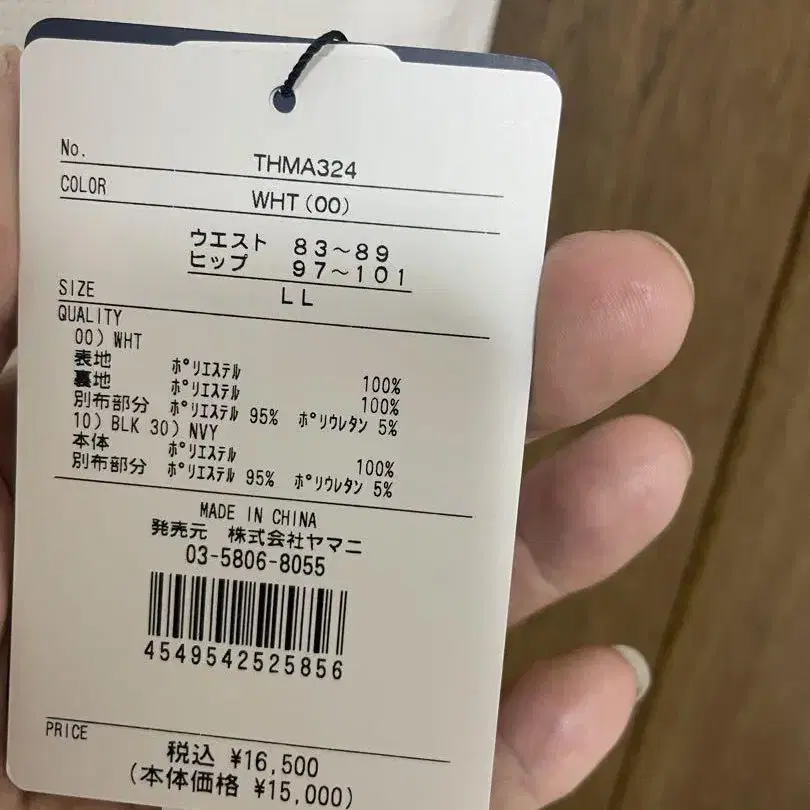 No. THMA324
COLOR WHT(00)
ウエスト 83~89
ヒップ 97~101
SIZE LL
QUALITY
00) WHT
表地 ポリエステル 100%
裏地 ポリエステル 100%
別布部分 ポリエステル 95% ポリウレタン 5%
10) BLK 30) NVY
本体 ポリエステル 100%
別布部分 ポリエステル 95% ポリウレタン 5%
MADE IN CHINA
発売元 株式会社ヤマニ
03-5806-8055
4549542525856
PRICE
税込 ¥16,500
(本体価格 ¥15,000)